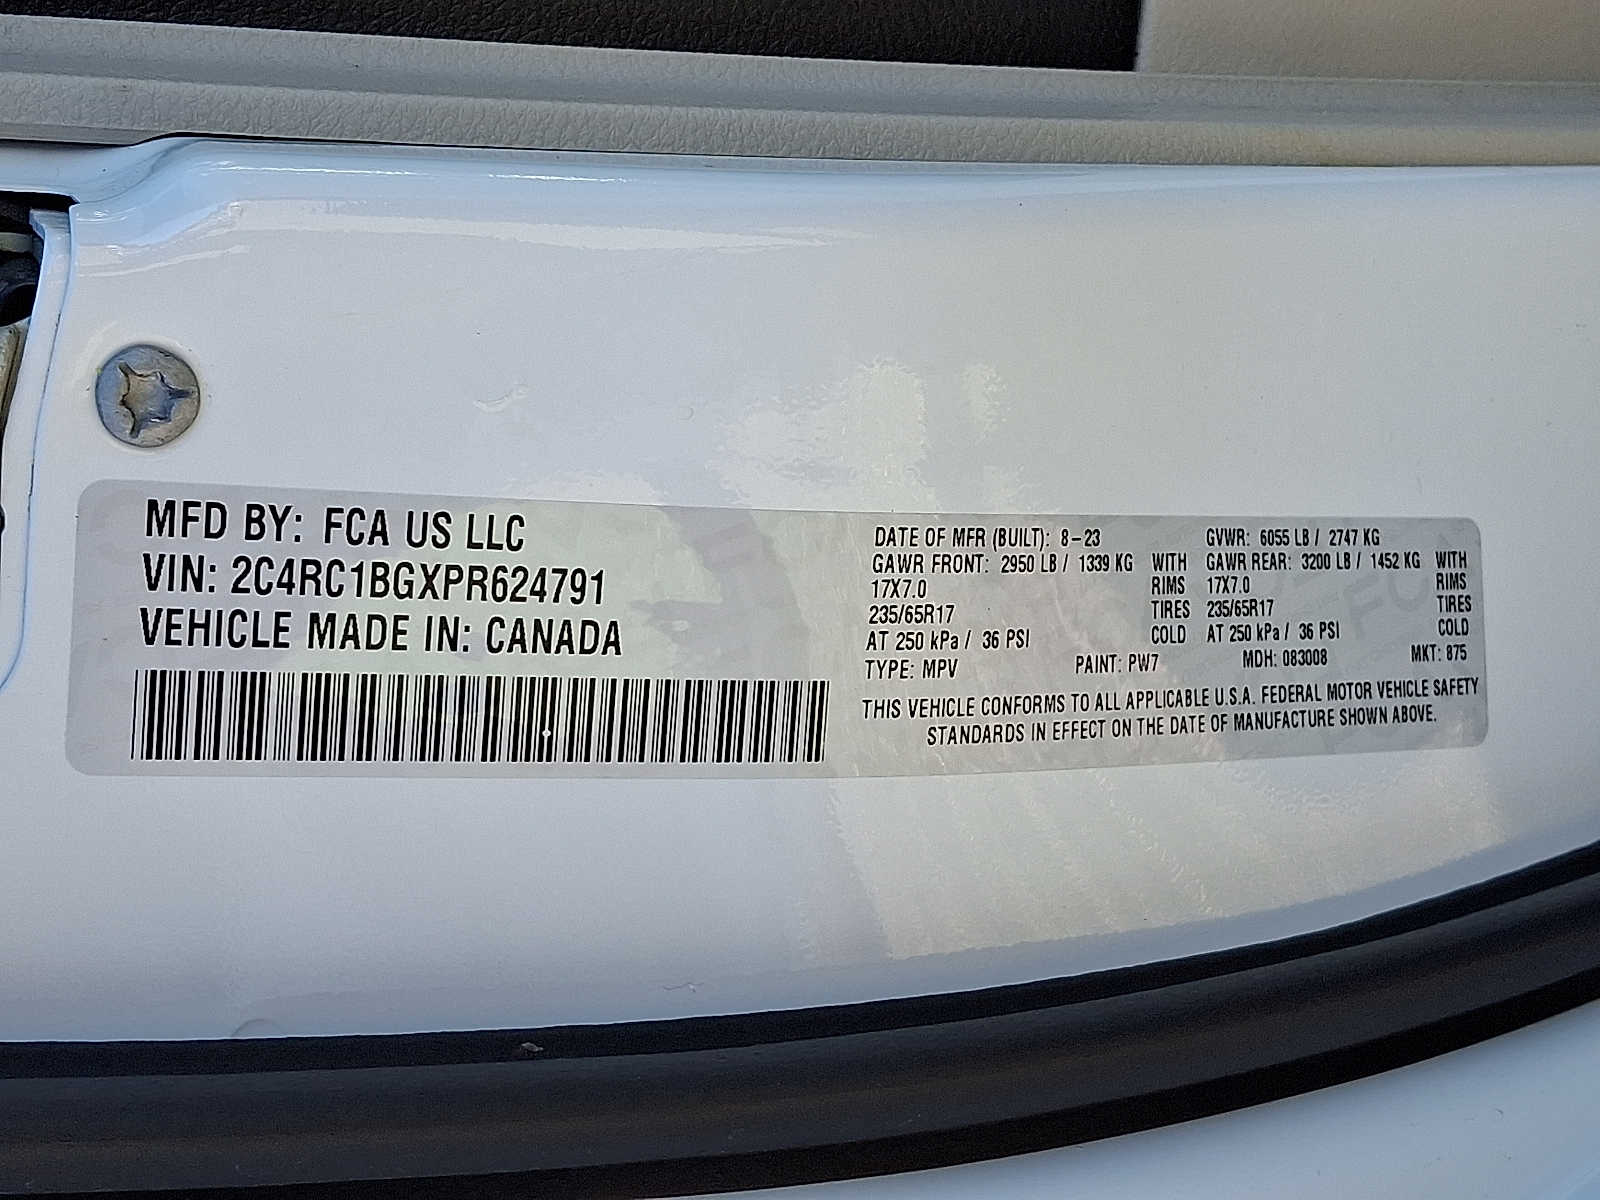 MFD BY: FCA US LLC
VIN: 2C4RC1BGXPR624791
VEHICLE MADE IN: CANADA
DATE OF MFR (BUILT): 8-23 GVWR: 6055 LB / 2747 KG
GAWR FRONT: 2950 LB / 1339 KG WITH GAWR REAR: 3200 LB / 1452 KG WITH
17X7.0 RIMS 17X7.0 RIMS
235/65R17 TIRES 235/65R17 TIRES
AT 250 kPa / 36 PSI COLD AT 250 kPa / 36 PSI COLD
TYPE: MPV PAINT: PW7 MDH: 083008 MKT: 875
THIS VEHICLE CONFORMS TO ALL APPLICABLE U.S.A. FEDERAL MOTOR VEHICLE SAFETY
STANDARDS IN EFFECT ON THE DATE OF MANUFACTURE SHOWN ABOVE.